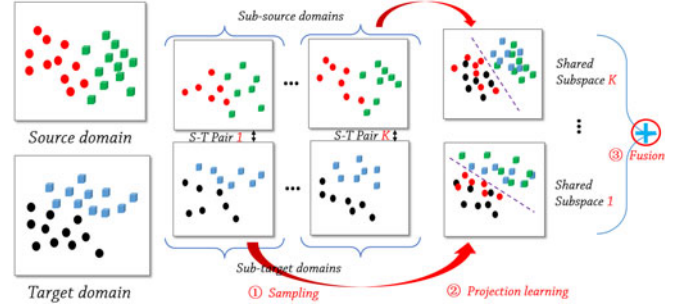 Sub-source domains
Source domain
S-T Pair 1
S-T Pair K
Shared
Subspace K
③ Fusion
Shared
Subspace 1
Target domain
Sub-target domains
① Sampling
② Projection learning